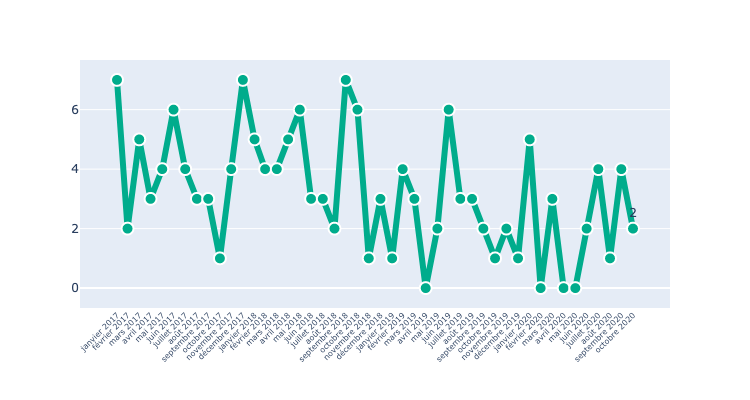 6
4
2
0
2
janvier 2017
février 2017
mars 2017
avril 2017
mai 2017
juin 2017
juillet 2017
août 2017
septembre 2017
octobre 2017
novembre 2017
décembre 2017
janvier 2018
février 2018
mars 2018
avril 2018
mai 2018
juin 2018
juillet 2018
août 2018
septembre 2018
octobre 2018
novembre 2018
décembre 2018
janvier 2019
février 2019
mars 2019
avril 2019
mai 2019
juin 2019
juillet 2019
août 2019
septembre 2019
octobre 2019
novembre 2019
décembre 2019
janvier 2020
février 2020
mars 2020
avril 2020
mai 2020
juin 2020
juillet 2020
août 2020
septembre 2020
octobre 2020